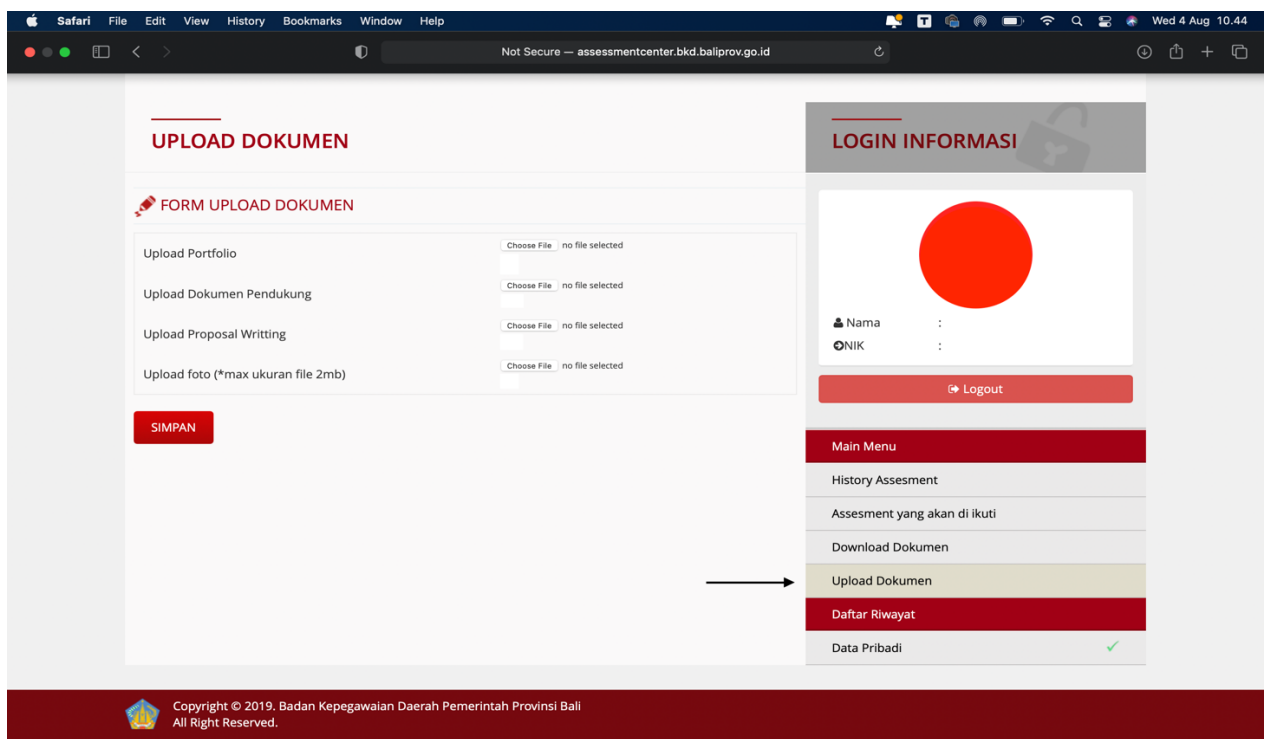 Safari File Edit View History Bookmarks Window Help
Wed 4 Aug 10.44
Not Secure — assessmentcenter.bkd.baliprov.go.id
UPLOAD DOKUMEN
FORM UPLOAD DOKUMEN
Upload Portfolio
Choose File no file selected
Upload Dokumen Pendukung
Choose File no file selected
Upload Proposal Writting
Choose File no file selected
Upload foto (*max ukuran file 2mb)
Choose File no file selected
SIMPAN
LOGIN INFORMASI
Nama :
NIK :
Logout
Main Menu
History Assesment
Assesment yang akan di ikuti
Download Dokumen
Upload Dokumen
Daftar Riwayat
Data Pribadi
Copyright © 2019. Badan Kepegawaian Daerah Pemerintah Provinsi Bali
All Right Reserved.